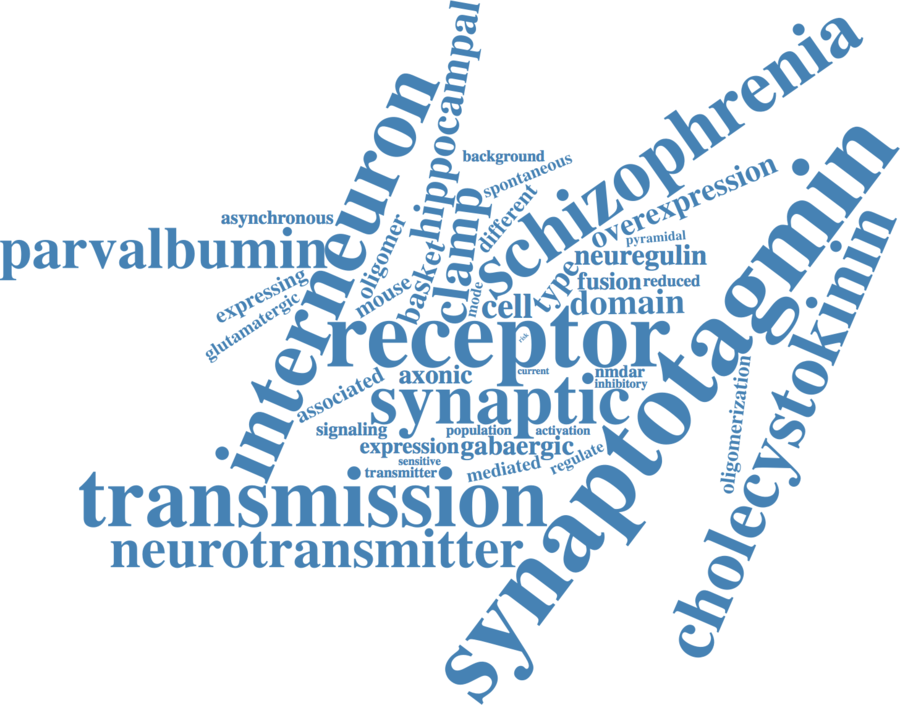 hippocampal
schizophrenia
interneuron
background
spontaneous
synaptotagmin
overexpression
different
asynchronous
parvalbumin
oligomer
clamp
basket
pyramidal
neuregulin
cholecystokinin
expressing
mouse
type
fusion
reduced
mode
cell
domain
glutamatergic
receptor
risk
current
nmdar
inhibitory
axonic
associated
synaptic
oligomerization
signaling
population
activation
expression
gabaergic
sensitive
mediated
regulate
transmitter
transmission
neurotransmitter